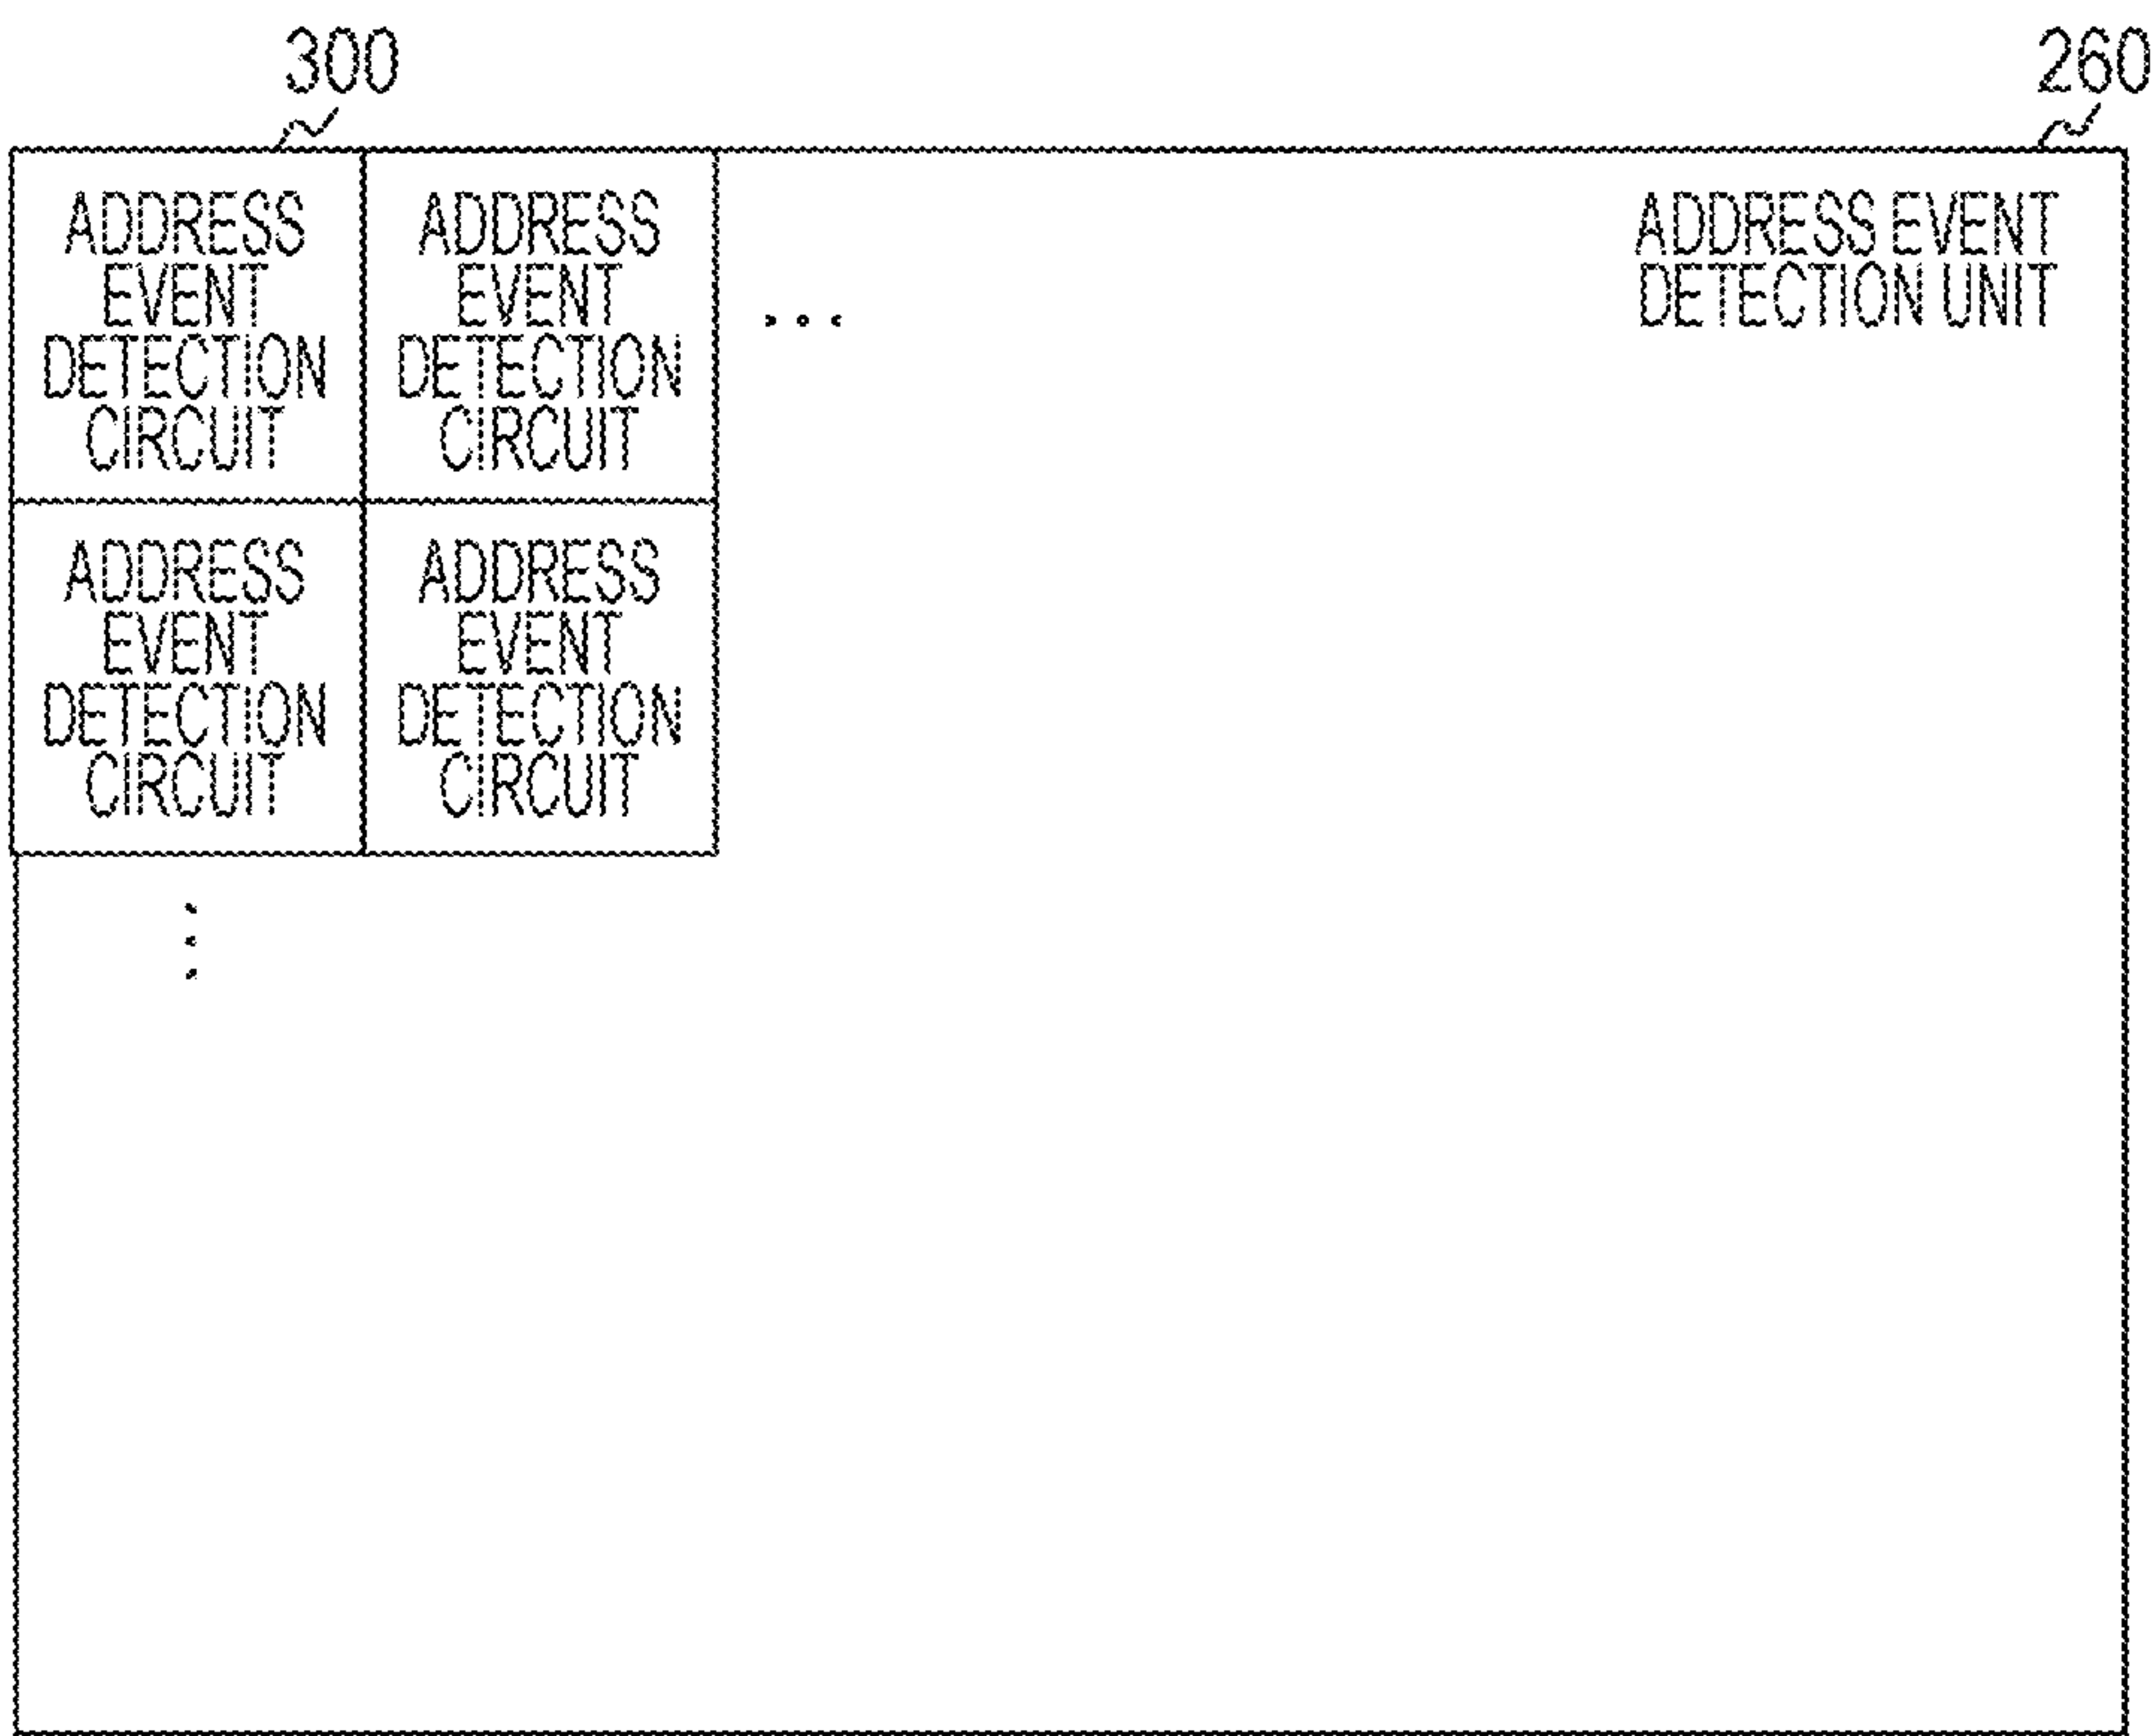 300
260
ADDRESS
EVENT
DETECTION
CIRCUIT
ADDRESS
EVENT
DETECTION
CIRCUIT
...
ADDRESS EVENT
DETECTION UNIT
ADDRESS
EVENT
DETECTION
CIRCUIT
ADDRESS
EVENT
DETECTION
CIRCUIT
⋮